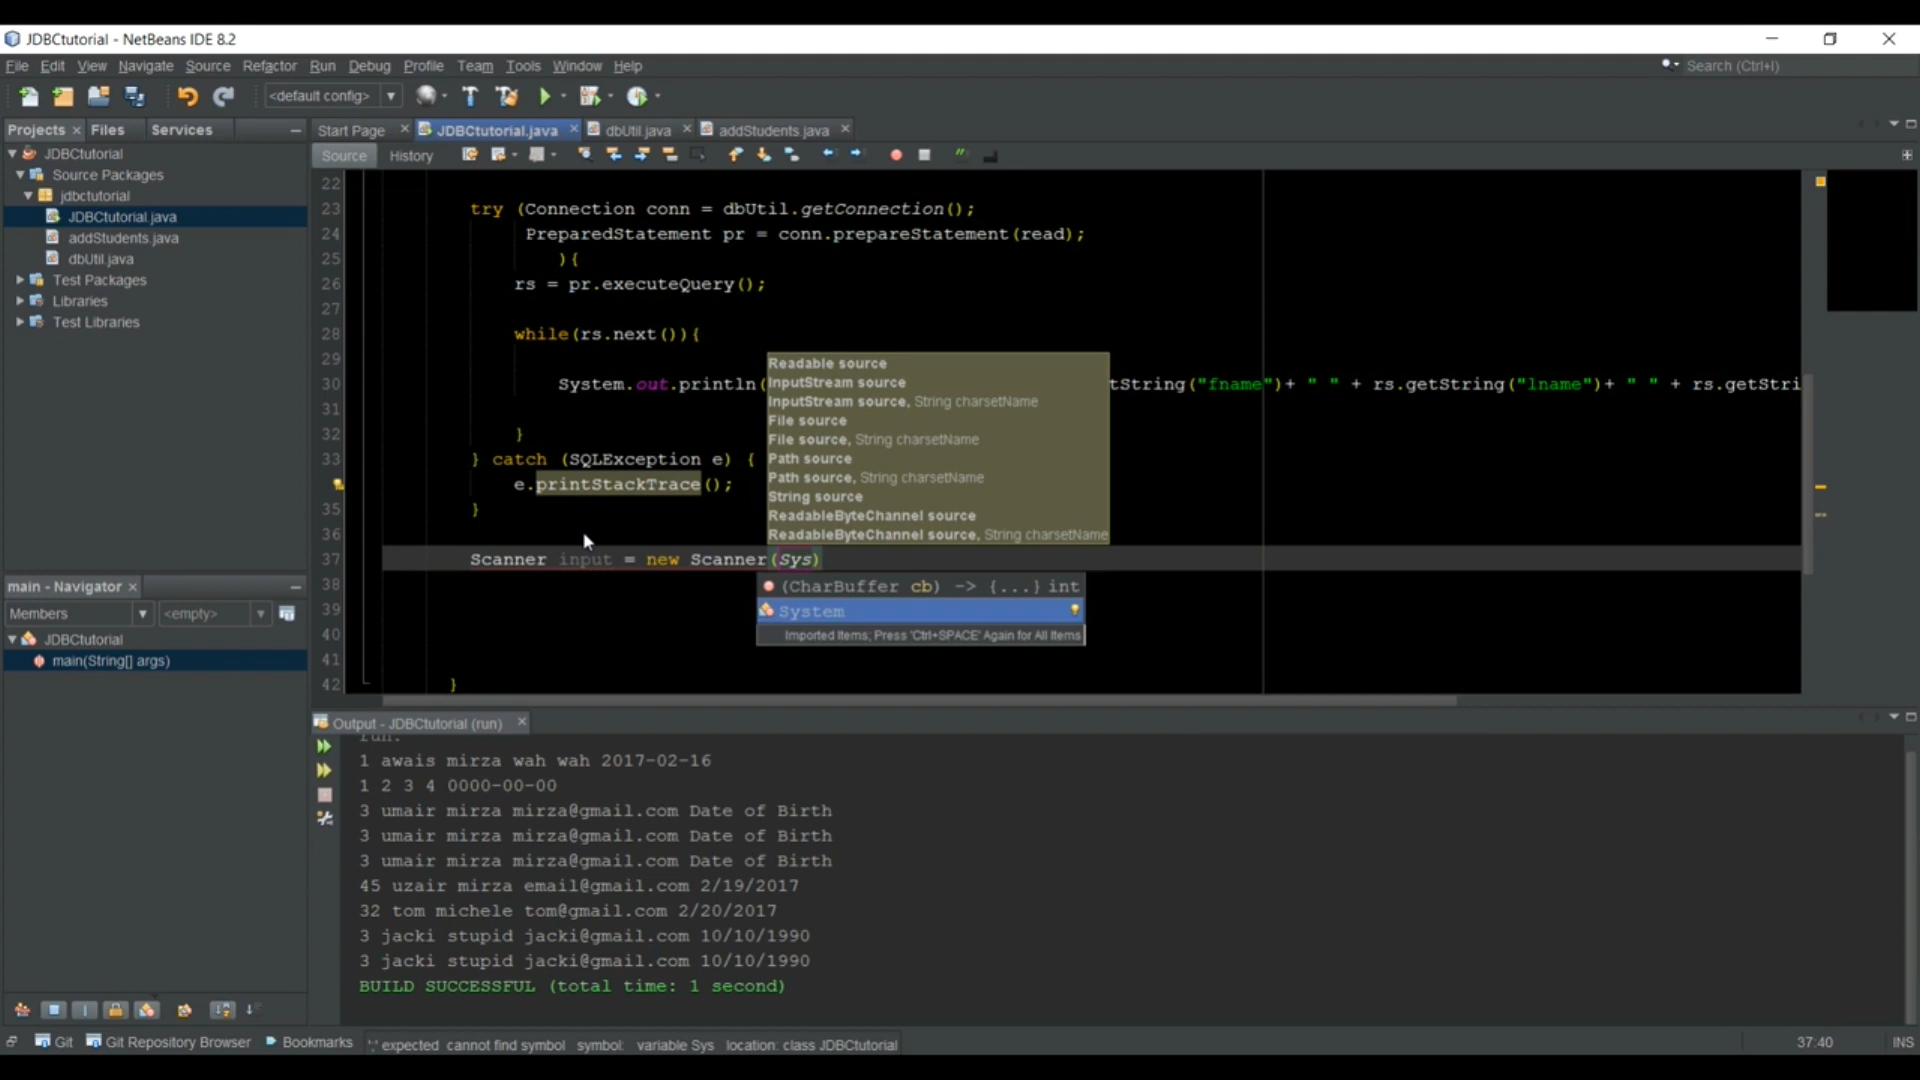 JDBCtutorial - NetBeans IDE 8.2
File Edit View Navigate Source Refactor Run Debug Profile Team Tools Window Help
Search (Ctrl+I)
<default config>
Projects Files Services
Start Page JDBCtutorial.java dbUtil.java addStudents.java
Source History
JDBCtutorial
Source Packages
jdbctutorial
JDBCtutorial.java
addStudents.java
dbUtil.java
Test Packages
Libraries
Test Libraries
22
23 try (Connection conn = dbUtil.getConnection();
24 PreparedStatement pr = conn.prepareStatement(read);
25 ){
26 rs = pr.executeQuery();
27
28 while(rs.next()){
29
30 System.out.println( tString("fname")+ " " + rs.getString("lname")+ " " + rs.getStri
31
32 }
33 } catch (SQLException e) {
e.printStackTrace();
35 }
36
37 Scanner input = new Scanner(Sys)
38
39
40
41
42 }
Readable source
InputStream source
InputStream source, String charsetName
File source
File source, String charsetName
Path source
Path source, String charsetName
String source
ReadableByteChannel source
ReadableByteChannel source, String charsetName
(CharBuffer cb) -> {...} int
System
Imported Items; Press 'Ctrl+SPACE' Again for All Items
main - Navigator
Members <empty>
JDBCtutorial
main(String[] args)
Output - JDBCtutorial (run)
run:
1 awais mirza wah wah 2017-02-16
1 2 3 4 0000-00-00
3 umair mirza mirza@gmail.com Date of Birth
3 umair mirza mirza@gmail.com Date of Birth
3 umair mirza mirza@gmail.com Date of Birth
45 uzair mirza email@gmail.com 2/19/2017
32 tom michele tom@gmail.com 2/20/2017
3 jacki stupid jacki@gmail.com 10/10/1990
3 jacki stupid jacki@gmail.com 10/10/1990
BUILD SUCCESSFUL (total time: 1 second)
Git Git Repository Browser Bookmarks ';' expected cannot find symbol symbol: variable Sys location: class JDBCtutorial
37:40 INS